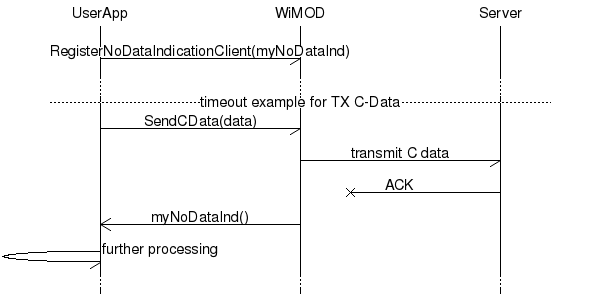 UserApp WiMOD Server
RegisterNoDataIndicationClient(myNoDataInd)
timeout example for TX C-Data
SendCData(data)
transmit C data
ACK
myNoDataInd()
further processing